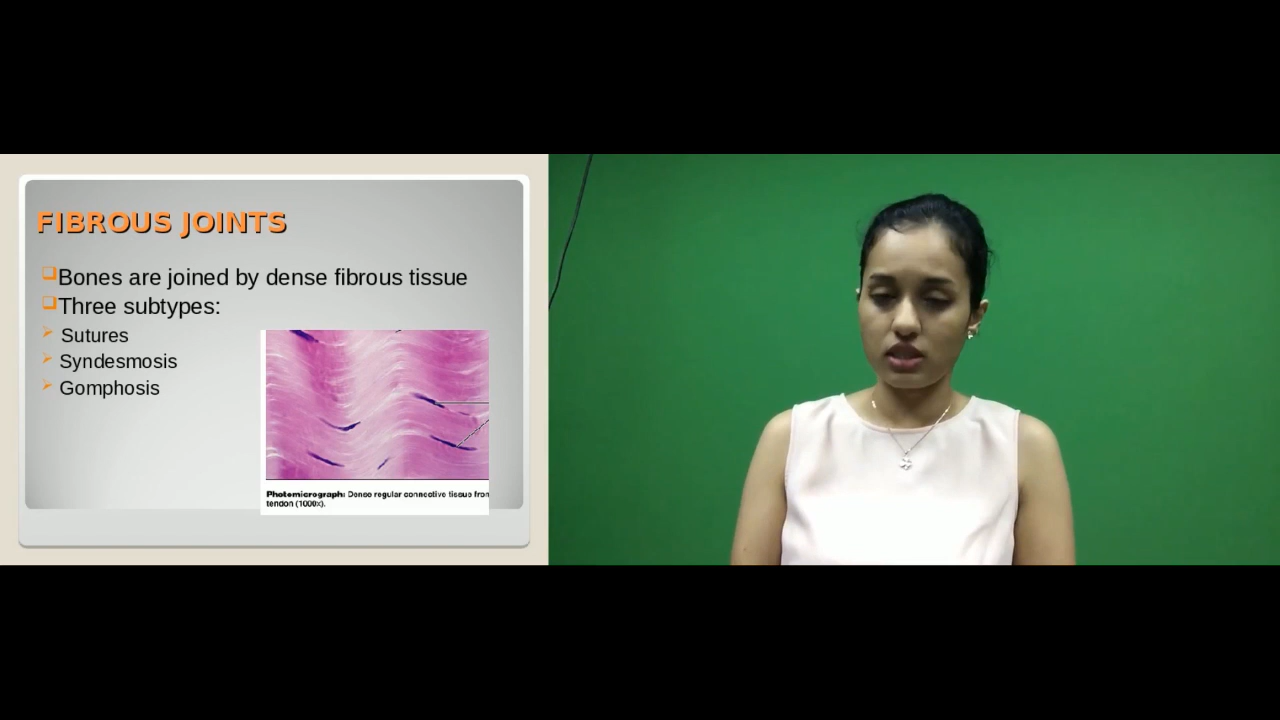 FIBROUS JOINTS
Bones are joined by dense fibrous tissue
Three subtypes:
Sutures
Syndesmosis
Gomphosis
Photomicrograph: Dense regular connective tissue from
tendon (1000x).